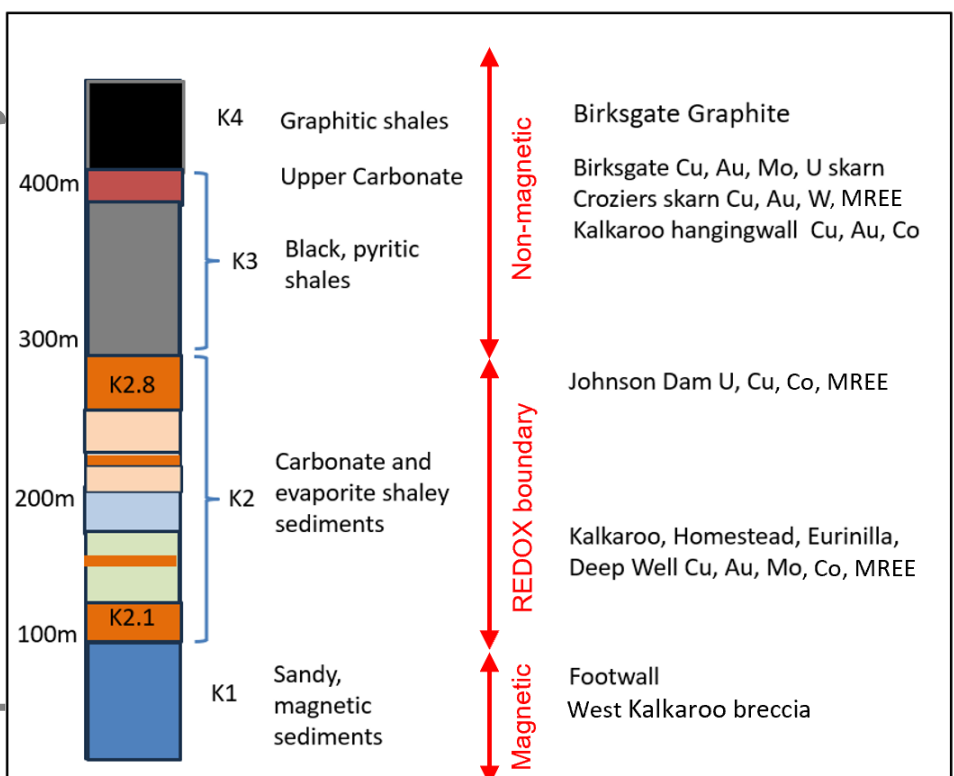 K4
Graphitic shales
Birksgate Graphite
400m
Upper Carbonate
Birksgate Cu, Au, Mo, U skarn
Croziers skarn Cu, Au, W, MREE
Kalkaroo hangingwall Cu, Au, Co
K3
Black, pyritic
shales
Non-magnetic
300m
K2.8
Johnson Dam U, Cu, Co, MREE
Carbonate and
evaporite shaley
sediments
200m
K2
REDOX boundary
Kalkaroo, Homestead, Eurinilla,
Deep Well Cu, Au, Mo, Co, MREE
K2.1
100m
K1
Sandy,
magnetic
sediments
Magnetic
Footwall
West Kalkaroo breccia